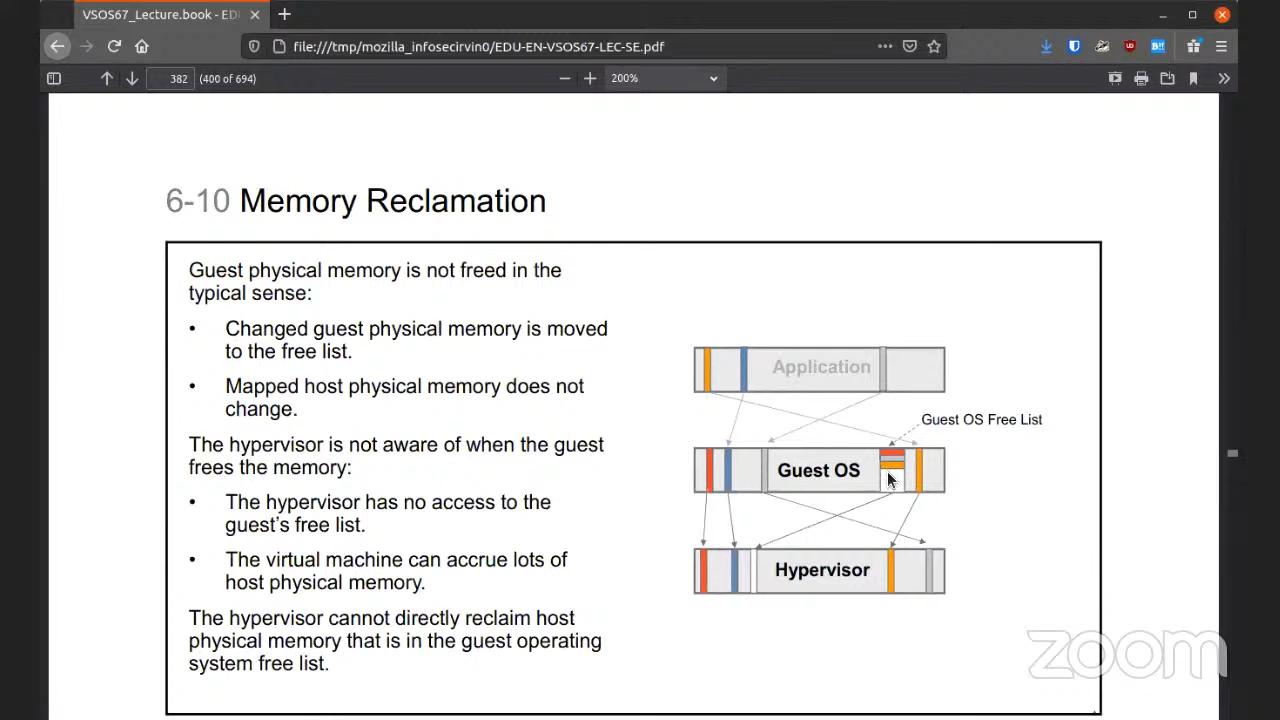 VSOS67_Lecture.book - EDU
file:///tmp/mozilla_infosecirvin0/EDU-EN-VSOS67-LEC-SE.pdf
382 (400 of 694)
200%
6-10 Memory Reclamation
Guest physical memory is not freed in the
typical sense:
• Changed guest physical memory is moved
to the free list.
• Mapped host physical memory does not
change.
The hypervisor is not aware of when the guest
frees the memory:
• The hypervisor has no access to the
guest's free list.
• The virtual machine can accrue lots of
host physical memory.
The hypervisor cannot directly reclaim host
physical memory that is in the guest operating
system free list.
Application
Guest OS Free List
Guest OS
Hypervisor
zoom